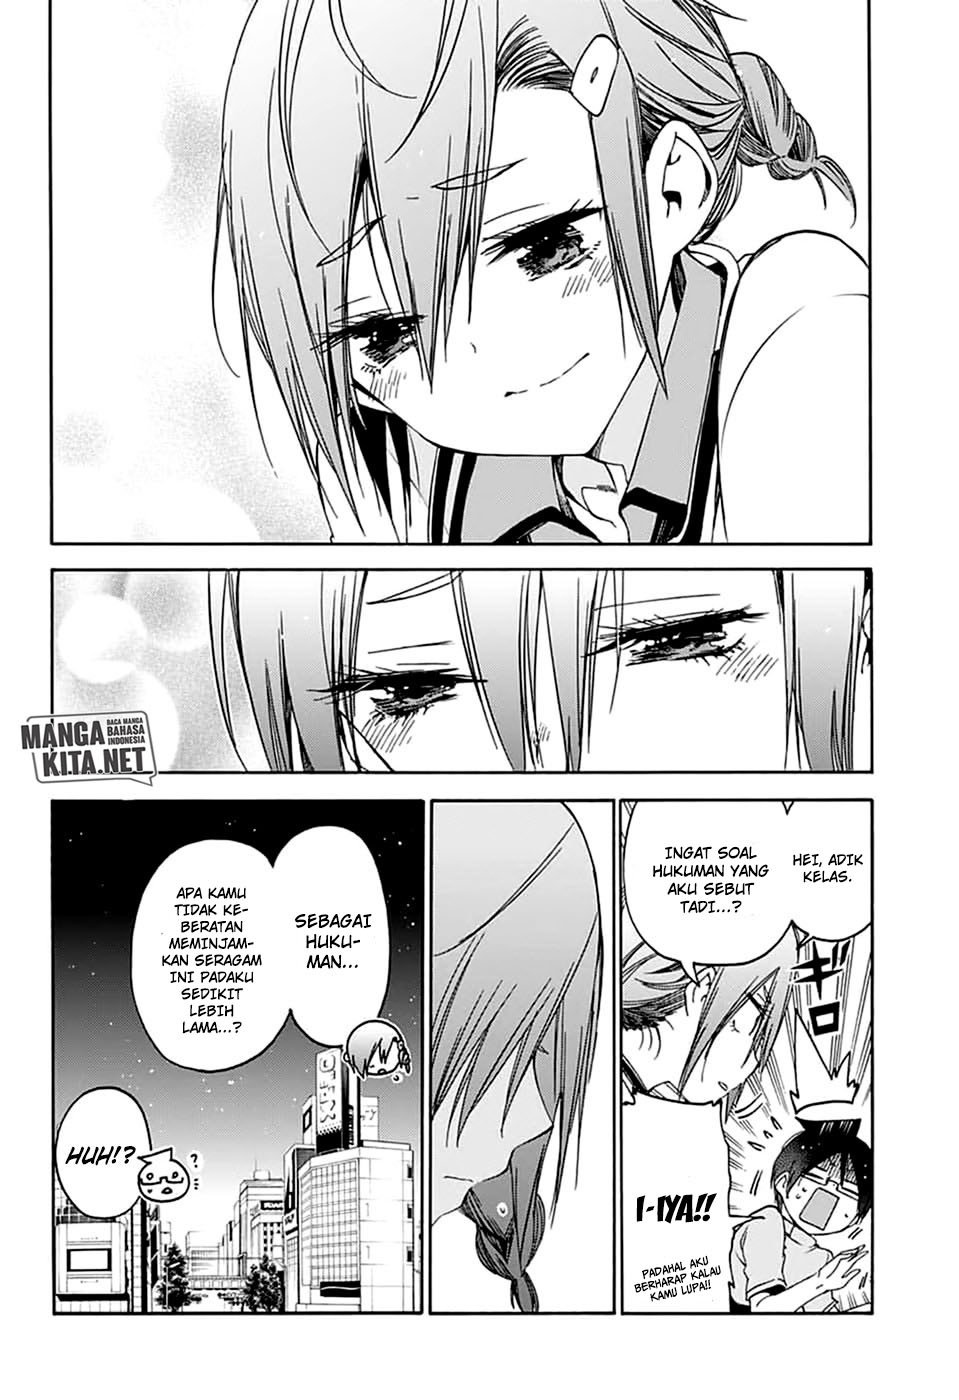 MANGA
KITA.NET
BACA MANGA
BAHASA
INDONESIA
HEI, ADIK
KELAS.
INGAT SOAL
HUKUMAN YANG
AKU SEBUT
TADI...?
ギロ
I-IYA!!
PADAHAL AKU
BERHARAP KALAU
KAMU LUPA!!
SEBAGAI
HUKU-
MAN...
APA KAMU
TIDAK KE-
BERATAN
MEMINJAM-
KAN SERAGAM
INI PADAKU
SEDIKIT
LEBIH
LAMA...?
HUH!?
?